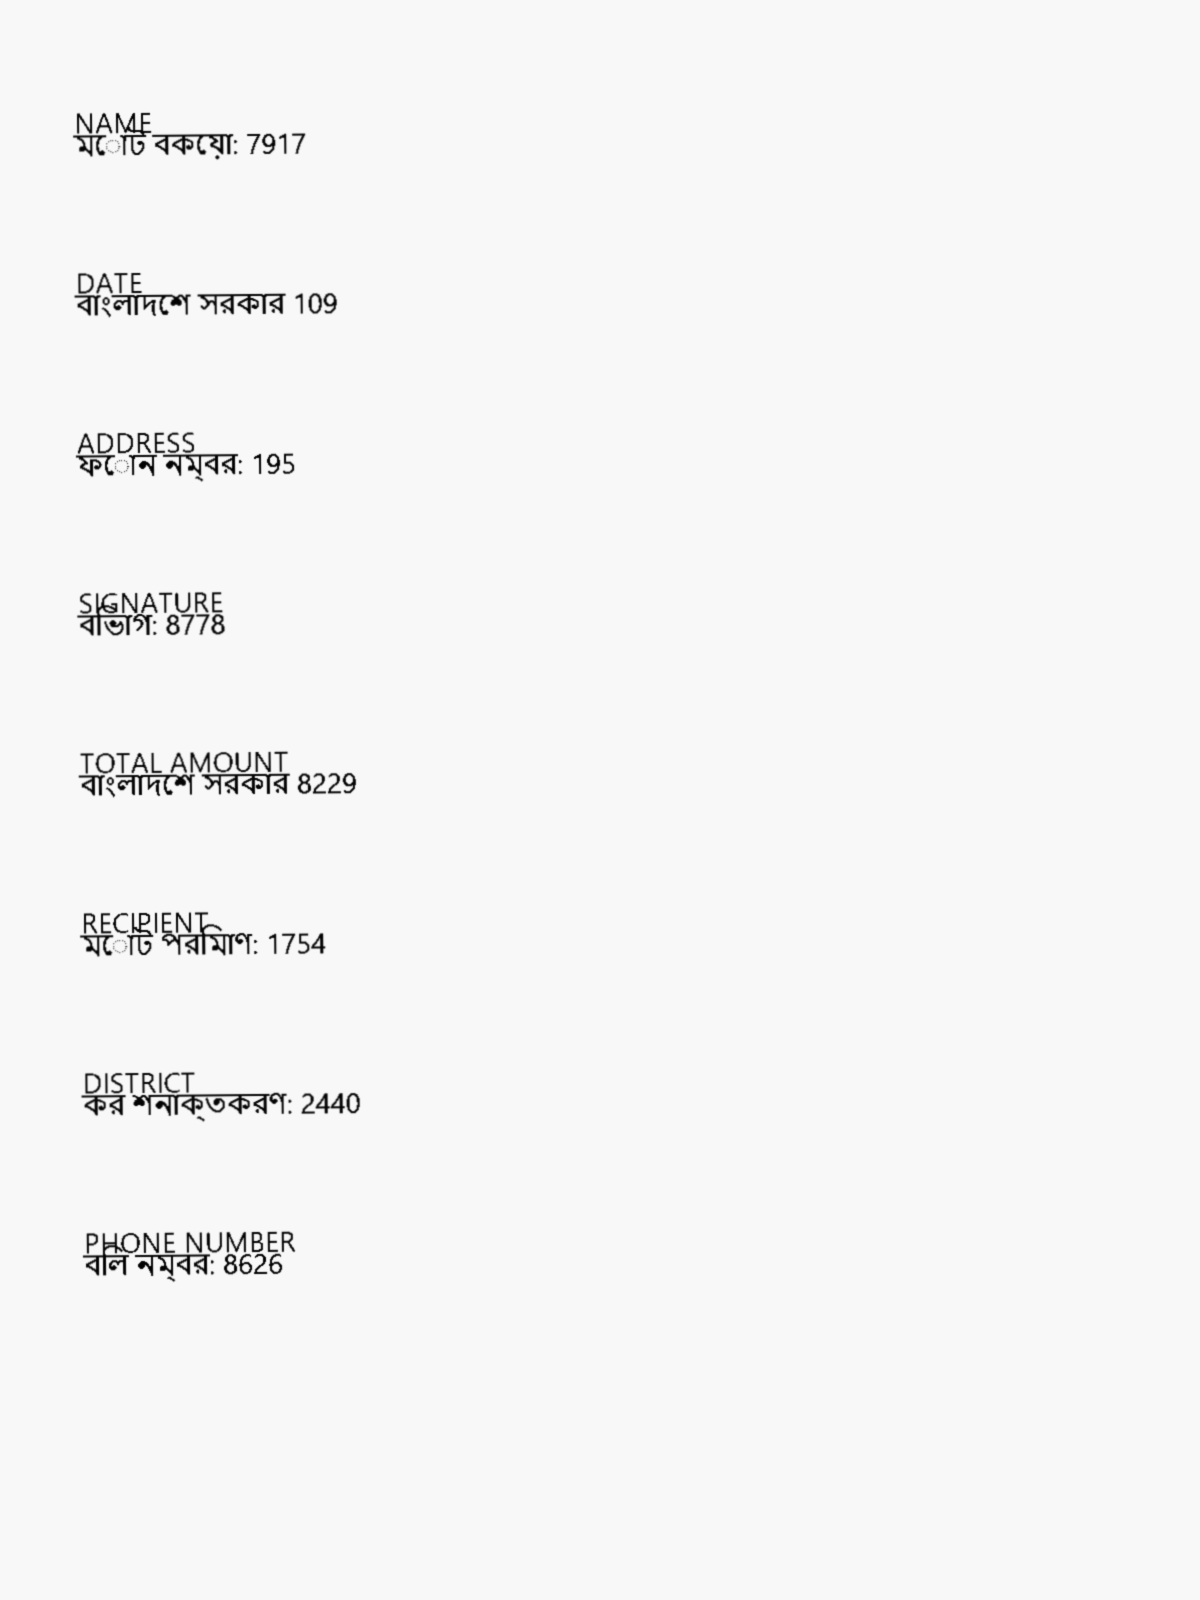 NAME
মোট বকেয়া: 7917
DATE
বাংলাদেশ সরকার 109
ADDRESS
ফোন নম্বর: 195
SIGNATURE
বিভাগ: 8778
TOTAL AMOUNT
বাংলাদেশ সরকার 8229
RECIPIENT
মোট পরিমাণ: 1754
DISTRICT
কর শনাক্তকরণ: 2440
PHONE NUMBER
বিল নম্বর: 8626